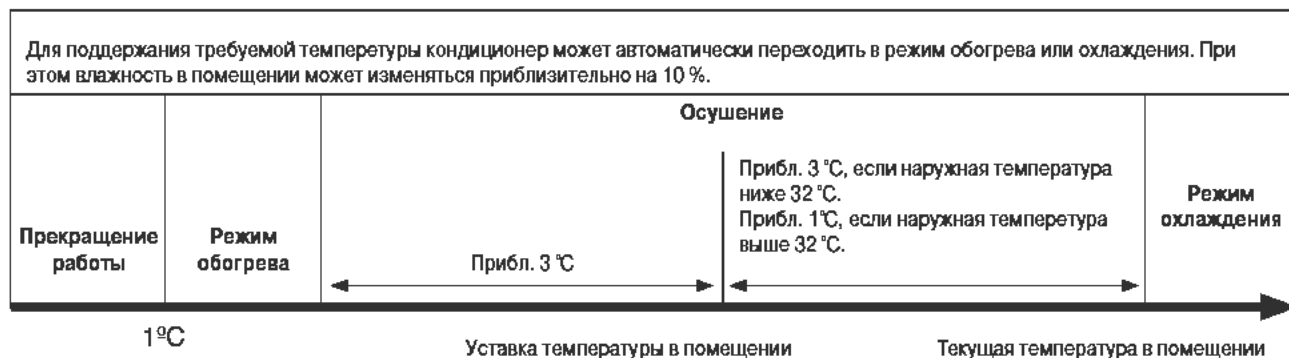 Для поддержания требуемой температуры кондиционер может автоматически переходить в режим обогрева или охлаждения. При
этом влажность в помещении может изменяться приблизительно на 10 %.
Осушение
Прекращение
работы
Режим
обогрева
Прибл. 3 °C
Прибл. 3 °C, если наружная температура
ниже 32 °C.
Прибл. 1°C, если наружная температура
выше 32 °C.
Режим
охлаждения
1ºC
Уставка температуры в помещении
Текущая температура в помещении